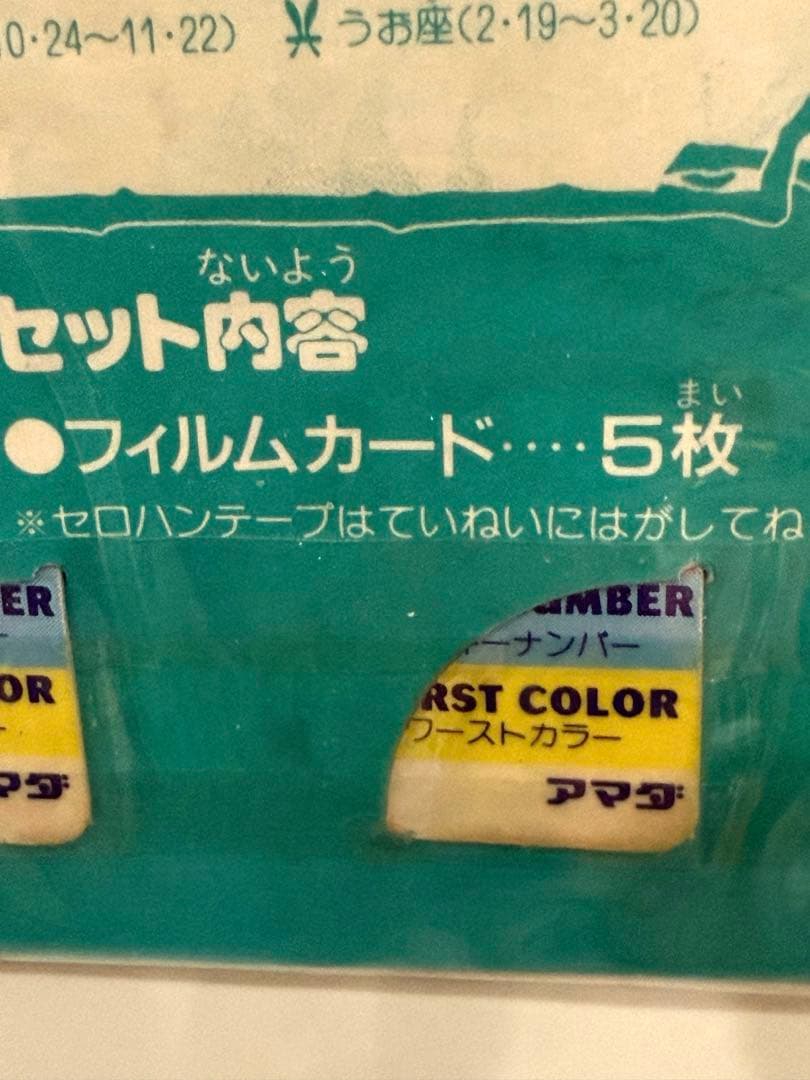 0・24〜11・22) ♓うお座(2・19〜3・20)
ないよう
セット内容
まい
●フィルムカード‥‥5枚
※セロハンテープはていねいにはがしてね
ER
UMBER
ーナンバー
OR
RST COLOR
ワーストカラー
マダ
アマダ